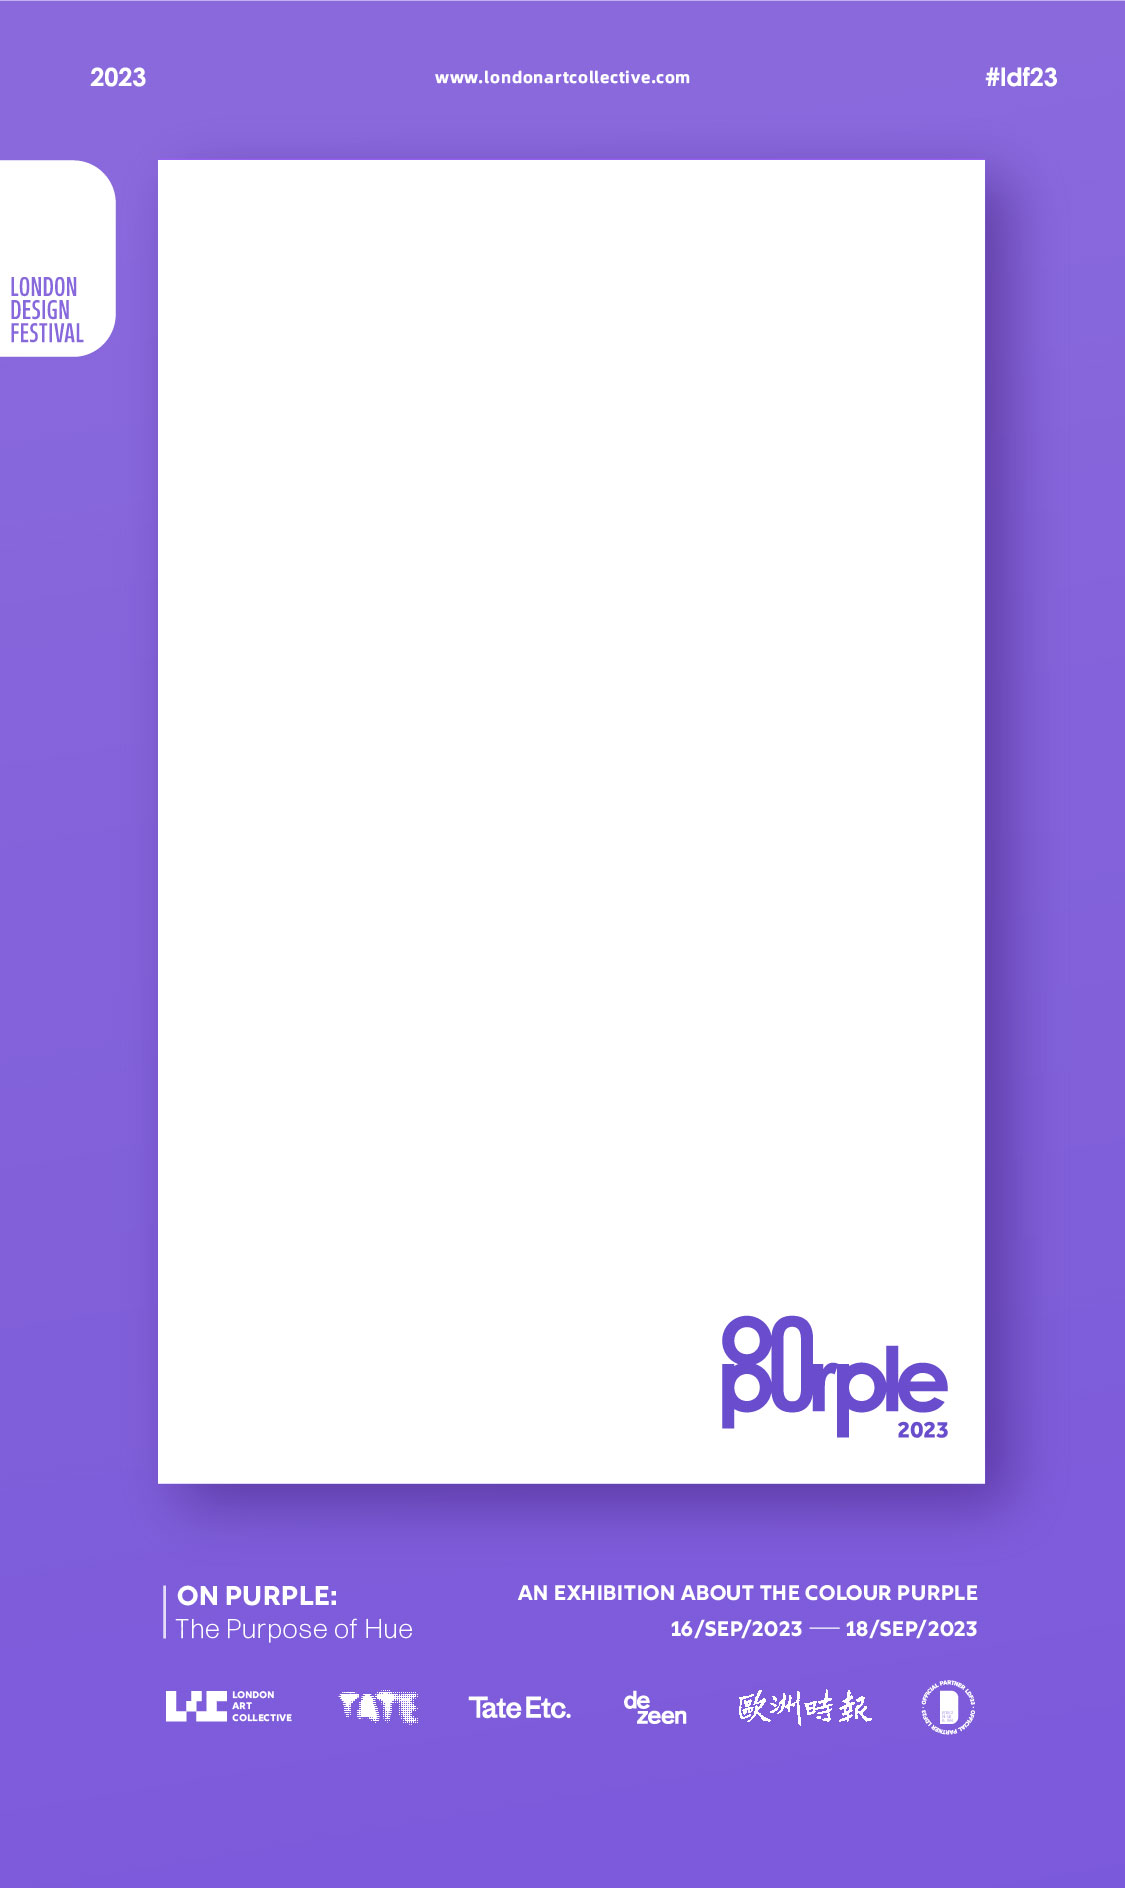 2023
www.londonartcollective.com
#ldf23
LONDON
DESIGN
FESTIVAL
on
purple
2023
ON PURPLE:
The Purpose of Hue
AN EXHIBITION ABOUT THE COLOUR PURPLE
16/SEP/2023 — 18/SEP/2023
LONDON
ART
COLLECTIVE
TATE
Tate Etc.
de
zeen
歐洲時報
OFFICIAL PARTNER LDF23 · OFFICIAL PARTNER LDF23 ·